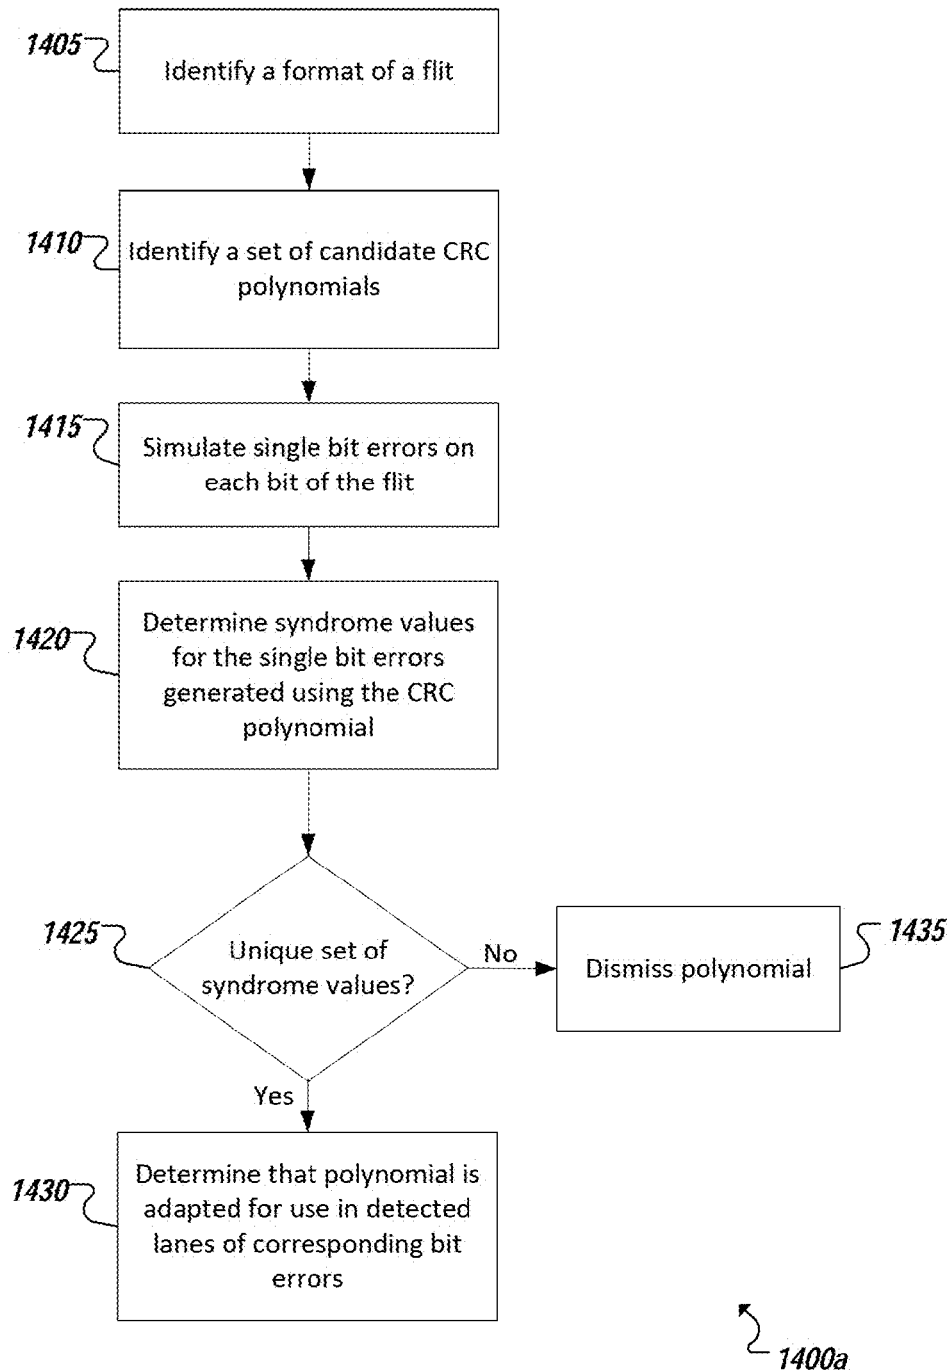 1405
Identify a format of a flit
1410
Identify a set of candidate CRC
polynomials
1415
Simulate single bit errors on
each bit of the flit
1420
Determine syndrome values
for the single bit errors
generated using the CRC
polynomial
1425
Unique set of
syndrome values?
No
Dismiss polynomial
1435
Yes
1430
Determine that polynomial is
adapted for use in detected
lanes of corresponding bit
errors
1400a